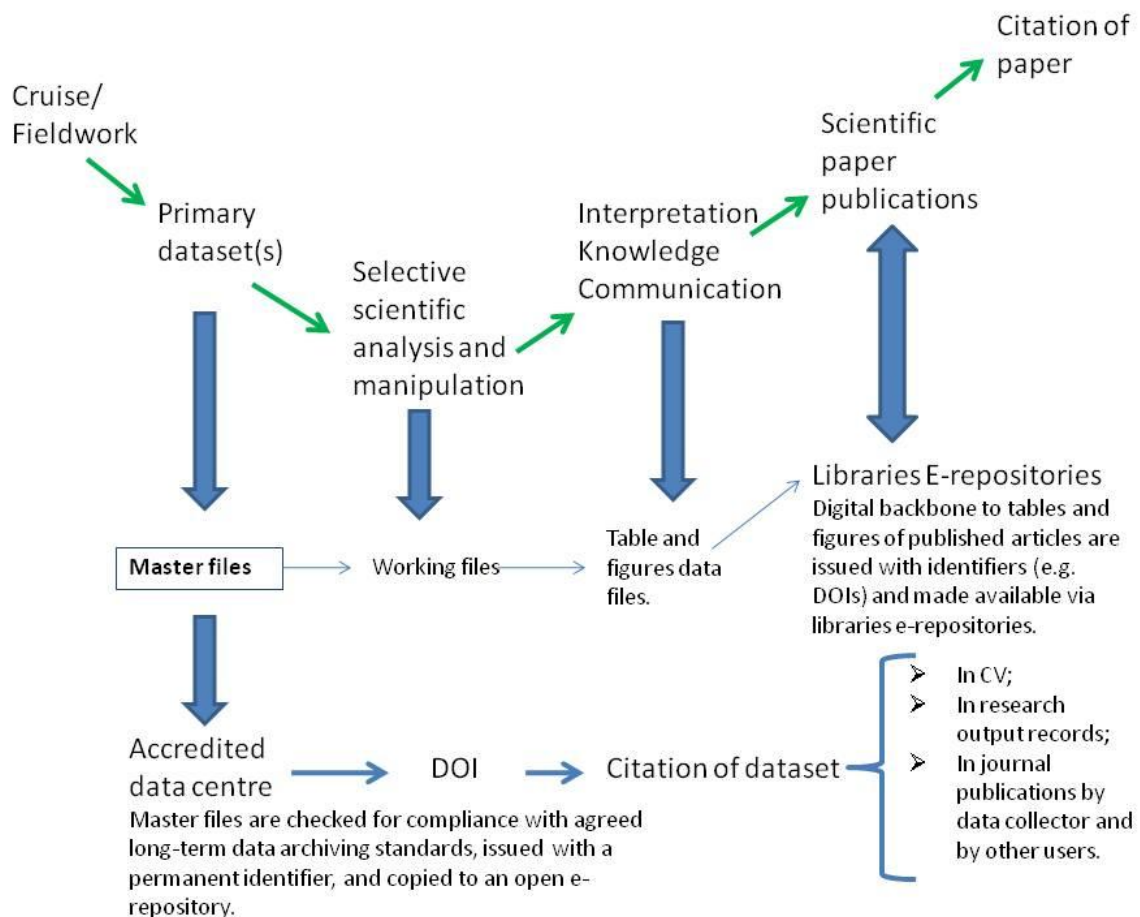 Citation of
paper
Cruise/
Fieldwork
Scientific
paper
publications
Primary
dataset(s)
Interpretation
Knowledge
Communication
Selective
scientific
analysis and
manipulation
Libraries E-repositories
Digital backbone to tables and
figures of published articles are
issued with identifiers (e.g.
DOIs) and made available via
libraries e-repositories.
Master files
Working files
Table and
figures data
files.
Accredited
data centre
DOI
Citation of dataset
➢ In CV;
➢ In research
output records;
➢ In journal
publications by
data collector and
by other users.
Master files are checked for compliance with agreed
long-term data archiving standards, issued with a
permanent identifier, and copied to an open e-
repository.